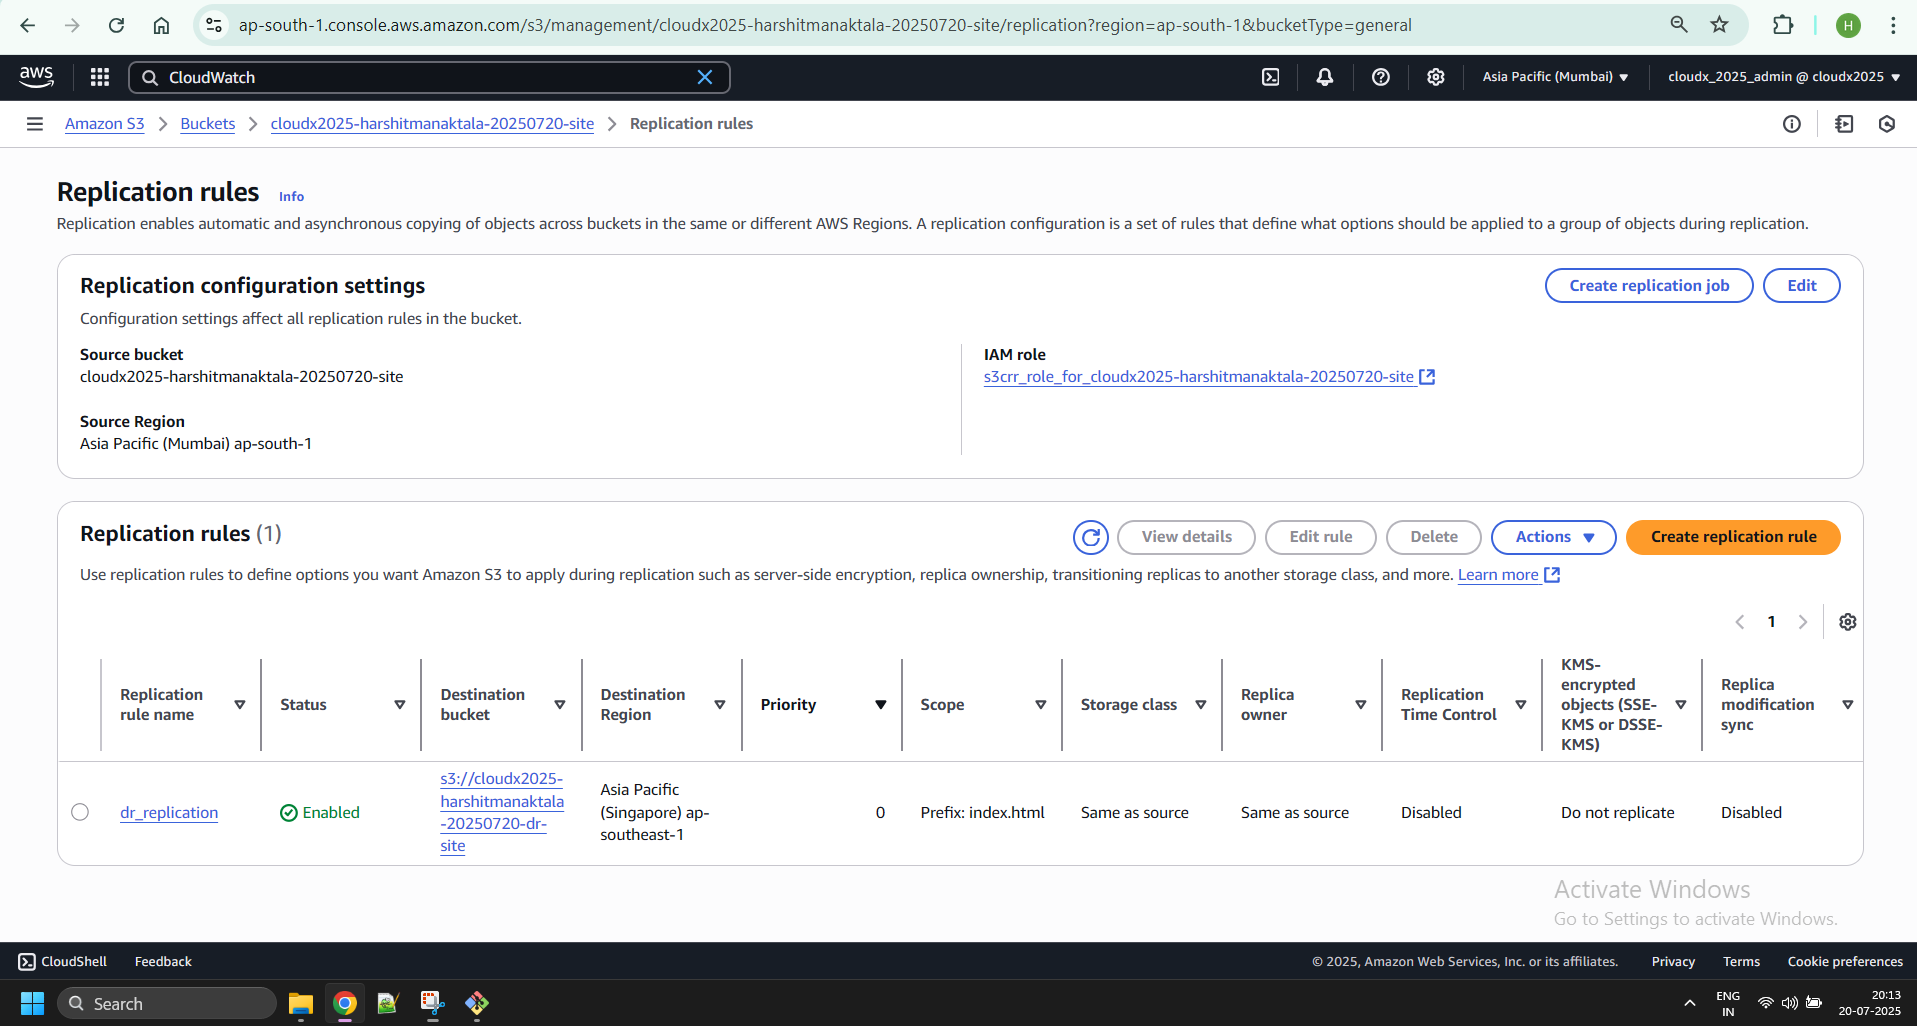 ap-south-1.console.aws.amazon.com/s3/management/cloudx2025-harshitmanaktala-20250720-site/replication?region=ap-south-1&bucketType=general
H
aws
CloudWatch
Asia Pacific (Mumbai)
cloudx_2025_admin @ cloudx2025
Amazon S3
Buckets
cloudx2025-harshitmanaktala-20250720-site
Replication rules
Replication rules
Info
Replication enables automatic and asynchronous copying of objects across buckets in the same or different AWS Regions. A replication configuration is a set of rules that define what options should be applied to a group of objects during replication.
Replication configuration settings
Create replication job
Edit
Configuration settings affect all replication rules in the bucket.
Source bucket
cloudx2025-harshitmanaktala-20250720-site
Source Region
Asia Pacific (Mumbai) ap-south-1
IAM role
s3crr_role_for_cloudx2025-harshitmanaktala-20250720-site
Replication rules (1)
View details
Edit rule
Delete
Actions
Create replication rule
Use replication rules to define options you want Amazon S3 to apply during replication such as server-side encryption, replica ownership, transitioning replicas to another storage class, and more. Learn more
1
Replication
rule name
Status
Destination
bucket
Destination
Region
Priority
Scope
Storage class
Replica
owner
Replication
Time Control
KMS-
encrypted
objects (SSE-
KMS or DSSE-
KMS)
Replica
modification
sync
dr_replication
Enabled
s3://cloudx2025-
harshitmanaktala
-20250720-dr-
site
Asia Pacific
(Singapore) ap-
southeast-1
0
Prefix: index.html
Same as source
Same as source
Disabled
Do not replicate
Disabled
Activate Windows
Go to Settings to activate Windows.
CloudShell
Feedback
© 2025, Amazon Web Services, Inc. or its affiliates.
Privacy
Terms
Cookie preferences
Search
ENG
IN
20:13
20-07-2025